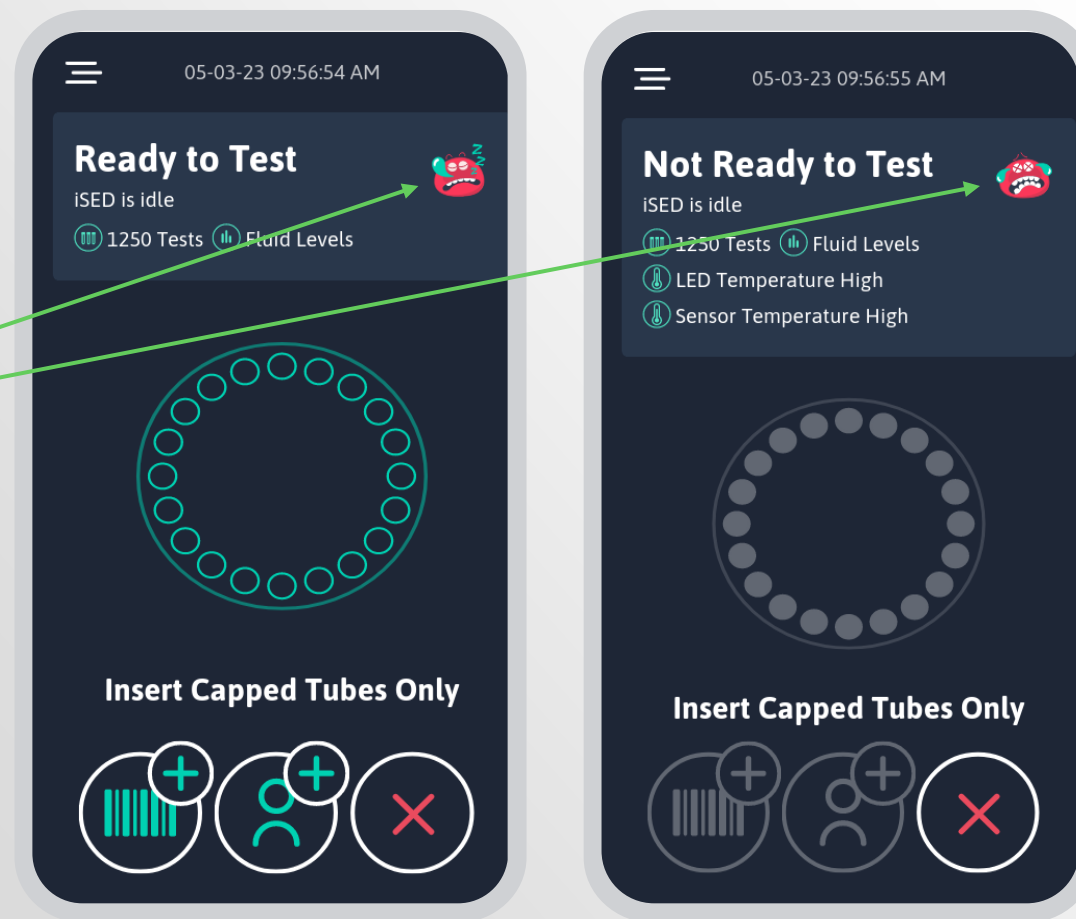 05-03-23 09:56:54 AM
Ready to Test
iSED is idle
1250 Tests Fluid Levels
Insert Capped Tubes Only
05-03-23 09:56:55 AM
Not Ready to Test
iSED is idle
1250 Tests Fluid Levels
LED Temperature High
Sensor Temperature High
Insert Capped Tubes Only